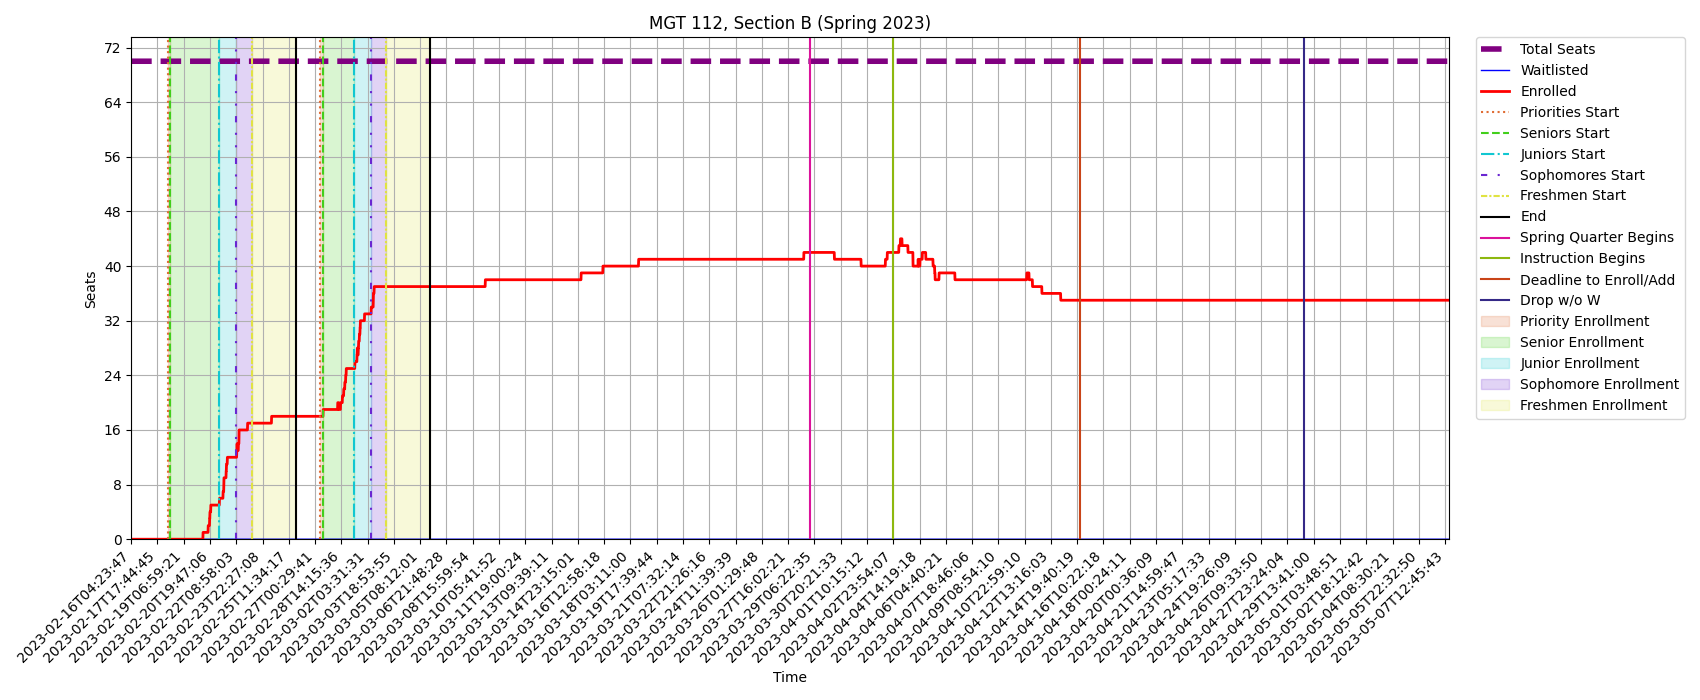 MGT 112, Section B (Spring 2023)
72
64
56
48
40
32
24
16
8
0
Seats
2023-02-16T04:23:47
2023-02-17T17:44:45
2023-02-19T06:59:21
2023-02-20T19:47:06
2023-02-22T08:58:03
2023-02-23T22:27:08
2023-02-25T11:34:17
2023-02-27T00:29:41
2023-02-28T14:15:36
2023-03-02T03:31:31
2023-03-03T18:53:55
2023-03-05T08:12:01
2023-03-06T21:48:28
2023-03-08T15:59:54
2023-03-10T05:41:52
2023-03-11T19:00:24
2023-03-13T09:39:11
2023-03-14T23:15:01
2023-03-16T12:58:18
2023-03-18T03:11:00
2023-03-19T17:39:44
2023-03-21T07:32:14
2023-03-22T21:26:16
2023-03-24T11:39:39
2023-03-26T01:29:48
2023-03-27T16:02:21
2023-03-29T06:22:35
2023-03-30T20:21:33
2023-04-01T10:15:12
2023-04-02T23:54:07
2023-04-04T14:19:18
2023-04-06T04:40:21
2023-04-07T18:46:06
2023-04-09T08:54:10
2023-04-10T22:59:10
2023-04-12T13:16:03
2023-04-14T19:40:19
2023-04-16T10:22:18
2023-04-18T00:24:11
2023-04-20T00:36:09
2023-04-21T14:59:47
2023-04-23T05:17:33
2023-04-24T19:26:09
2023-04-26T09:33:50
2023-04-27T23:24:04
2023-04-29T13:41:00
2023-05-01T03:48:51
2023-05-02T18:12:42
2023-05-04T08:30:21
2023-05-05T22:32:50
2023-05-07T12:45:43
Time
Total Seats
Waitlisted
Enrolled
Priorities Start
Seniors Start
Juniors Start
Sophomores Start
Freshmen Start
End
Spring Quarter Begins
Instruction Begins
Deadline to Enroll/Add
Drop w/o W
Priority Enrollment
Senior Enrollment
Junior Enrollment
Sophomore Enrollment
Freshmen Enrollment